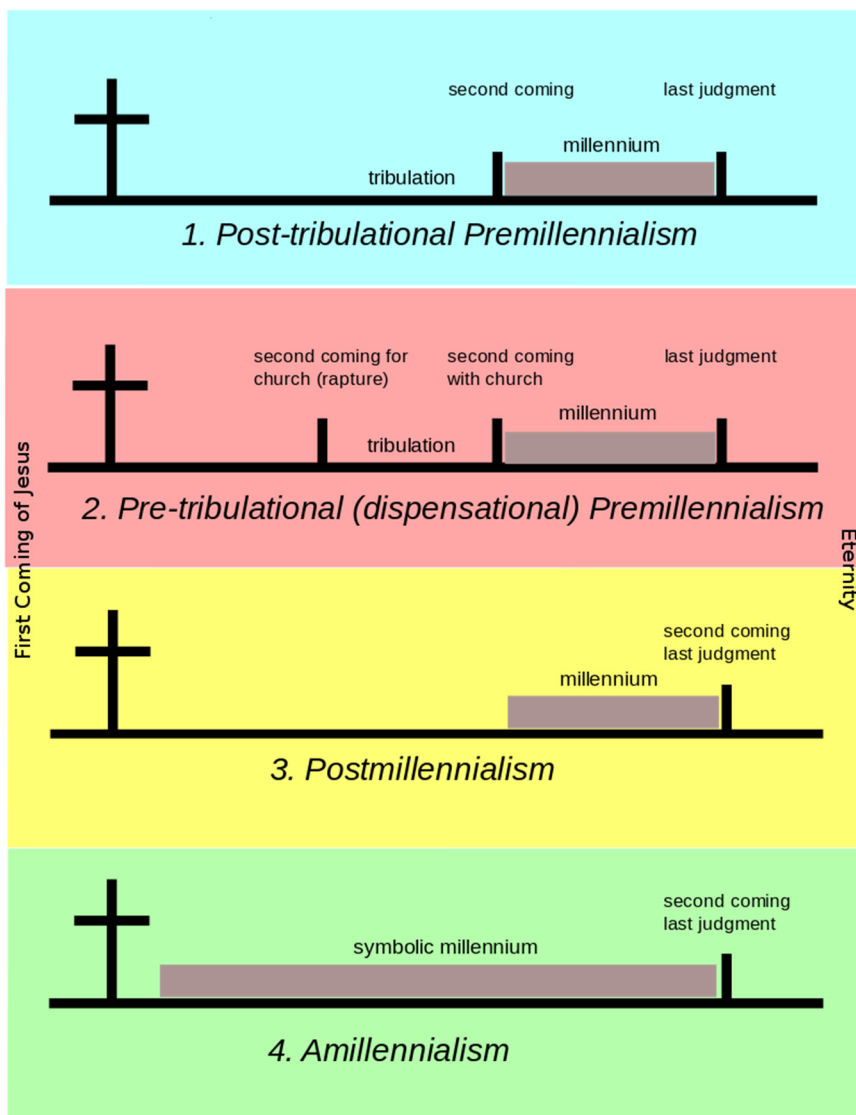 second coming
last judgment
millennium
tribulation
1. Post-tribulational Premillennialism
second coming for
church (rapture)
second coming
with church
last judgment
millennium
tribulation
2. Pre-tribulational (dispensational) Premillennialism
First Coming of Jesus
Eternity
second coming
last judgment
millennium
3. Postmillennialism
second coming
last judgment
symbolic millennium
4. Amillennialism